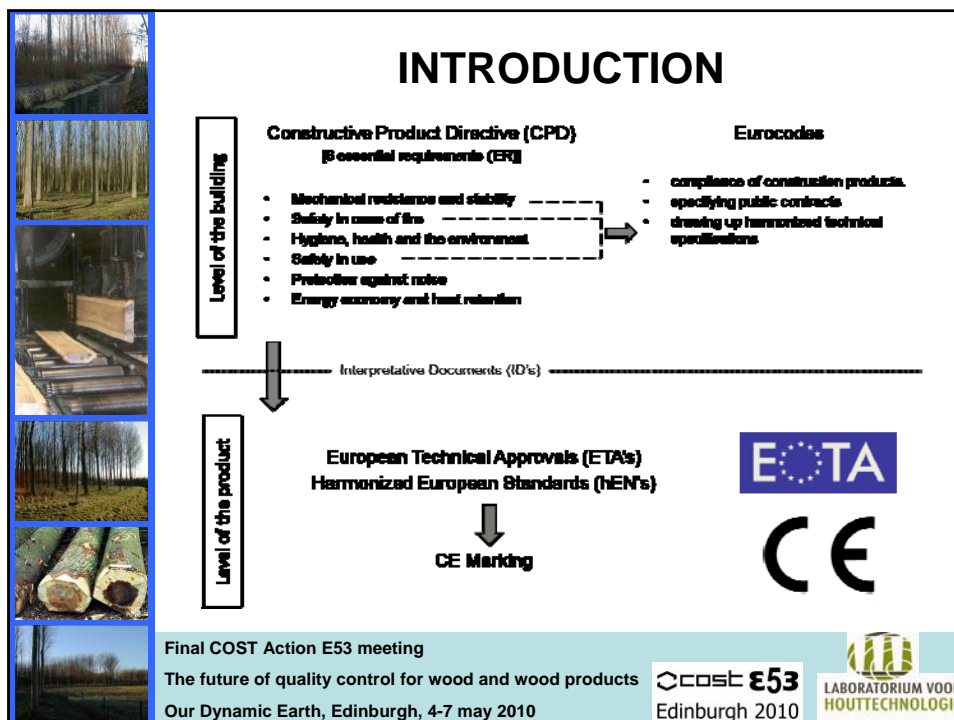 INTRODUCTION
Level of the building
Constructive Product Directive (CPD)
[6 essential requirements (ER)]
• Mechanical resistance and stability
• Safety in case of fire
• Hygiene, health and the environment
• Safety in use
• Protection against noise
• Energy economy and heat retention
Eurocodes
• compliance of construction products.
• specifying public contracts
• drawing up harmonized technical
specifications
Interpretative Documents (ID's)
Level of the product
European Technical Approvals (ETA's)
Harmonized European Standards (hEN's)
CE Marking
EOTA
CE
Final COST Action E53 meeting
The future of quality control for wood and wood products
Our Dynamic Earth, Edinburgh, 4-7 may 2010
cost E53
Edinburgh 2010
LABORATORIUM VOO
HOUTTECHNOLOGI